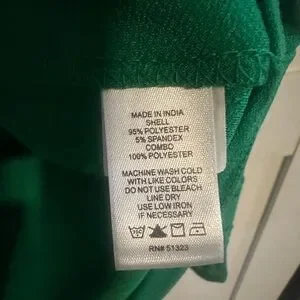 MADE IN INDIA
SHELL
95% POLYESTER
5% SPANDEX
COMBO
100% POLYESTER
MACHINE WASH COLD
WITH LIKE COLORS
DO NOT USE BLEACH
LINE DRY
USE LOW IRON
IF NECESSARY
RN# 51323